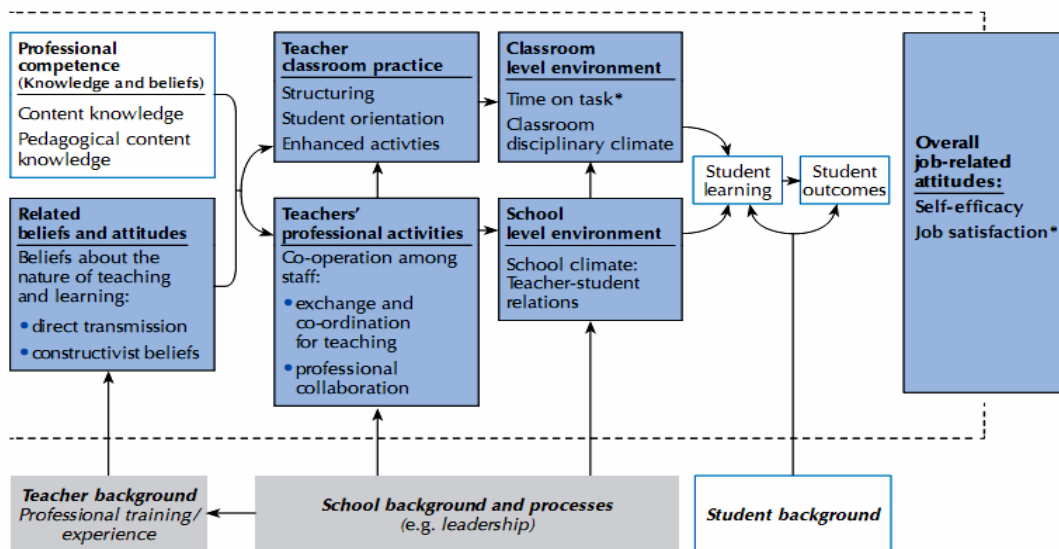 Professional
competence
(Knowledge and beliefs)
Content knowledge
Pedagogical content
knowledge
Related
beliefs and attitudes
Beliefs about the
nature of teaching
and learning:
• direct transmission
• constructivist beliefs
Teacher
classroom practice
Structuring
Student orientation
Enhanced activties
Teachers'
professional activities
Co-operation among
staff:
• exchange and
co-ordination
for teaching
• professional
collaboration
Classroom
level environment
Time on task*
Classroom
disciplinary climate
School
level environment
School climate:
Teacher-student
relations
Student
learning
Student
outcomes
Overall
job-related
attitudes:
Self-efficacy
Job satisfaction*
Teacher background
Professional training/
experience
School background and processes
(e.g. leadership)
Student background